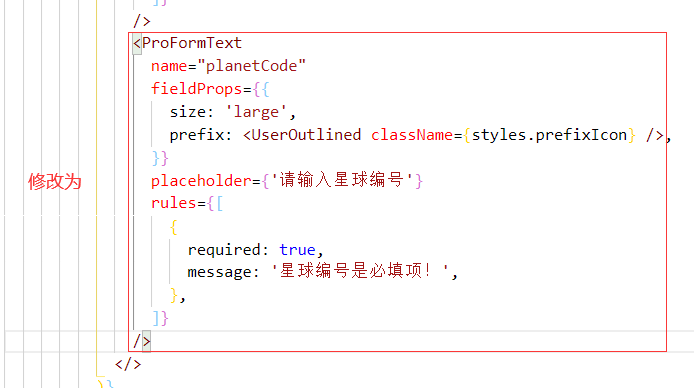 ]}
/>
<ProFormText
name="planetCode"
fieldProps={{
size: 'large',
prefix: <UserOutlined className={styles.prefixIcon} />,
}}
修改为
placeholder={'请输入星球编号'}
rules={[
{
required: true,
message: '星球编号是必填项！',
},
]}
/>
</>
)}